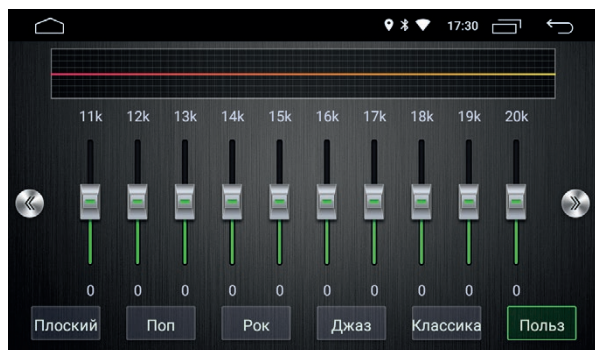 17:30
11k 12k 13k 14k 15k 16k 17k 18k 19k 20k
0 0 0 0 0 0 0 0 0 0
Плоский Поп Рок Джаз Классика Польз